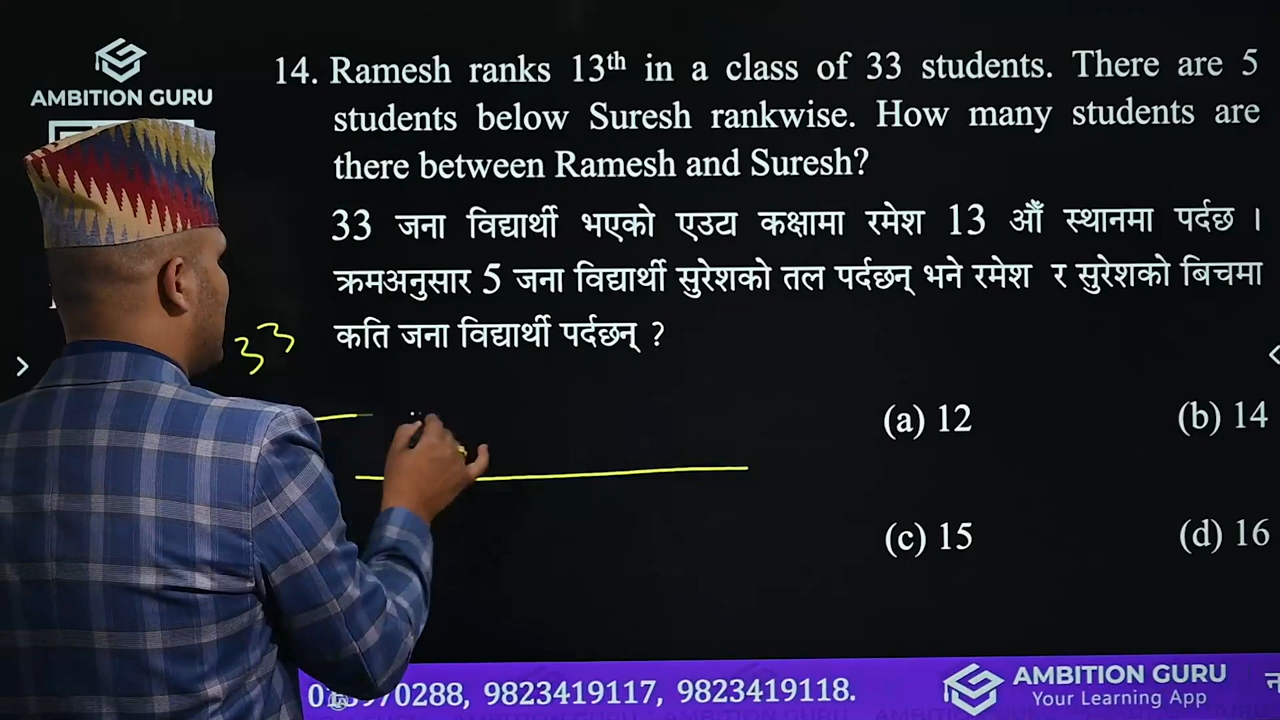 AMBITION GURU
14. Ramesh ranks 13th in a class of 33 students. There are 5
students below Suresh rankwise. How many students are
there between Ramesh and Suresh?
33 जना विद्यार्थी भएको एउटा कक्षामा रमेश 13 औँ स्थानमा पर्दछ ।
क्रमअनुसार 5 जना विद्यार्थी सुरेशको तल पर्दछन् भने रमेश र सुरेशको बिचमा
कति जना विद्यार्थी पर्दछन् ?
33
(a) 12 (b) 14
(c) 15 (d) 16
9823419117, 9823419118.
AMBITION GURU
Your Learning App